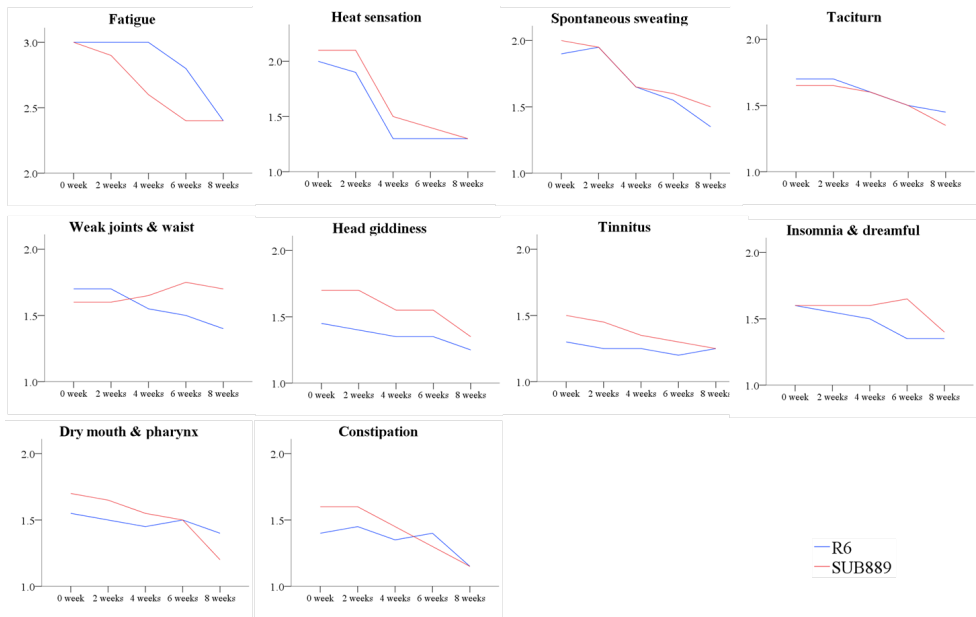 Fatigue
3.0
2.5
2.0
0 week 2 weeks 4 weeks 6 weeks 8 weeks
Heat sensation
2.0
1.5
1.0
0 week 2 weeks 4 weeks 6 weeks 8 weeks
Spontaneous sweating
2.0
1.5
1.0
0 week 2 weeks 4 weeks 6 weeks 8 weeks
Taciturn
2.0
1.5
1.0
0 week 2 weeks 4 weeks 6 weeks 8 weeks
Weak joints & waist
2.0
1.5
1.0
0 week 2 weeks 4 weeks 6 weeks 8 weeks
Head giddiness
2.0
1.5
1.0
0 week 2 weeks 4 weeks 6 weeks 8 weeks
Tinnitus
2.0
1.5
1.0
0 week 2 weeks 4 weeks 6 weeks 8 weeks
Insomnia & dreamful
2.0
1.5
1.0
0 week 2 weeks 4 weeks 6 weeks 8 weeks
Dry mouth & pharynx
2.0
1.5
1.0
0 week 2 weeks 4 weeks 6 weeks 8 weeks
Constipation
2.0
1.5
1.0
0 week 2 weeks 4 weeks 6 weeks 8 weeks
R6
SUB889